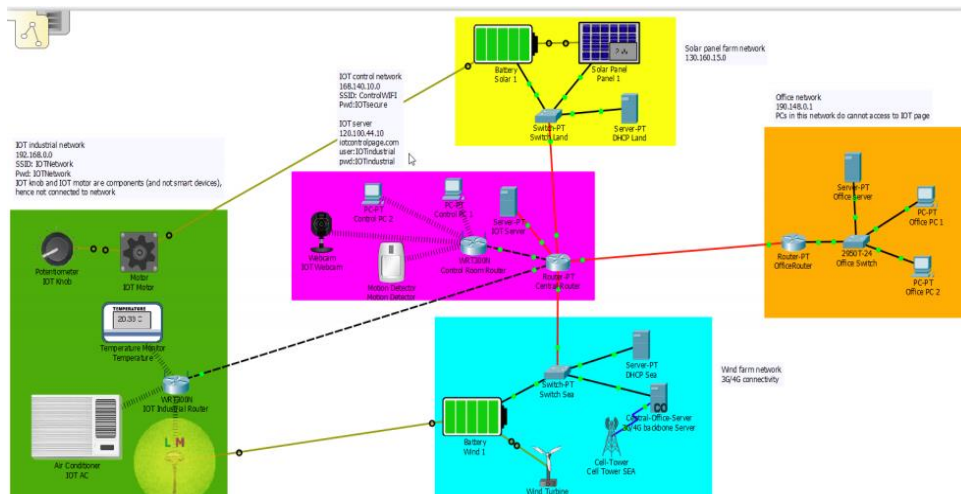 Battery
Solar 1
Solar Panel
Panel 1
Solar panel farm network
130.160.15.0
Switch-PT
Switch Land
Server-PT
DHCP Land
IOT control network
168.140.10.0
SSID: ControlWIFI
Pwd:IOTsecure
IOT server
120.100.44.10
iotcontrolpage.com
user:IOTindustrial
pwd:IOTindustrial
Office network
190.148.0.1
PCs in this network do cannot access to IOT page
IOT industrial network
192.168.0.0
SSID: IOTNetwork
Pwd: IOTNetwork
IOT knob and IOT motor are components (and not smart devices),
hence not connected to network
PC-PT
Control PC 2
PC-PT
Control PC 1
Server-PT
IOT Server
Webcam
IOT Webcam
WRT300N
Control Room Router
Motion Detector
Motion Detector
Router-PT
CentralRouter
Server-PT
Office Server
PC-PT
Office PC 1
Router-PT
OfficeRouter
2950T-24
Office Switch
PC-PT
Office PC 2
Potentiometer
IOT Knob
Motor
IOT Motor
TEMPERATURE
Temperature Monitor
Temperature
WRT300N
IOT Industrial Router
Air Conditioner
IOT AC
L M
Switch-PT
Switch Sea
Server-PT
DHCP Sea
Wind farm network
3G/4G connectivity
Battery
Wind 1
CO
Central-Office-Server
3G/4G backbone Server
Cell-Tower
Cell Tower SEA
Wind Turbine